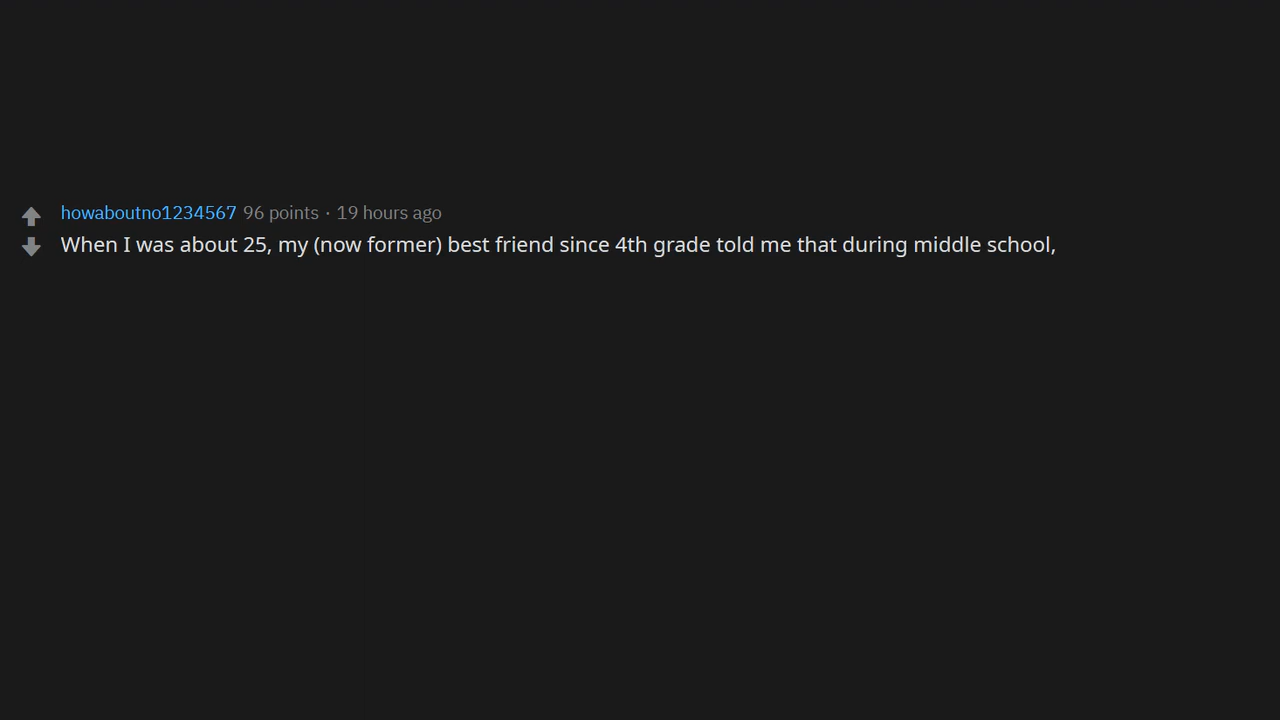 howaboutno1234567 96 points · 19 hours ago
When I was about 25, my (now former) best friend since 4th grade told me that during middle school,